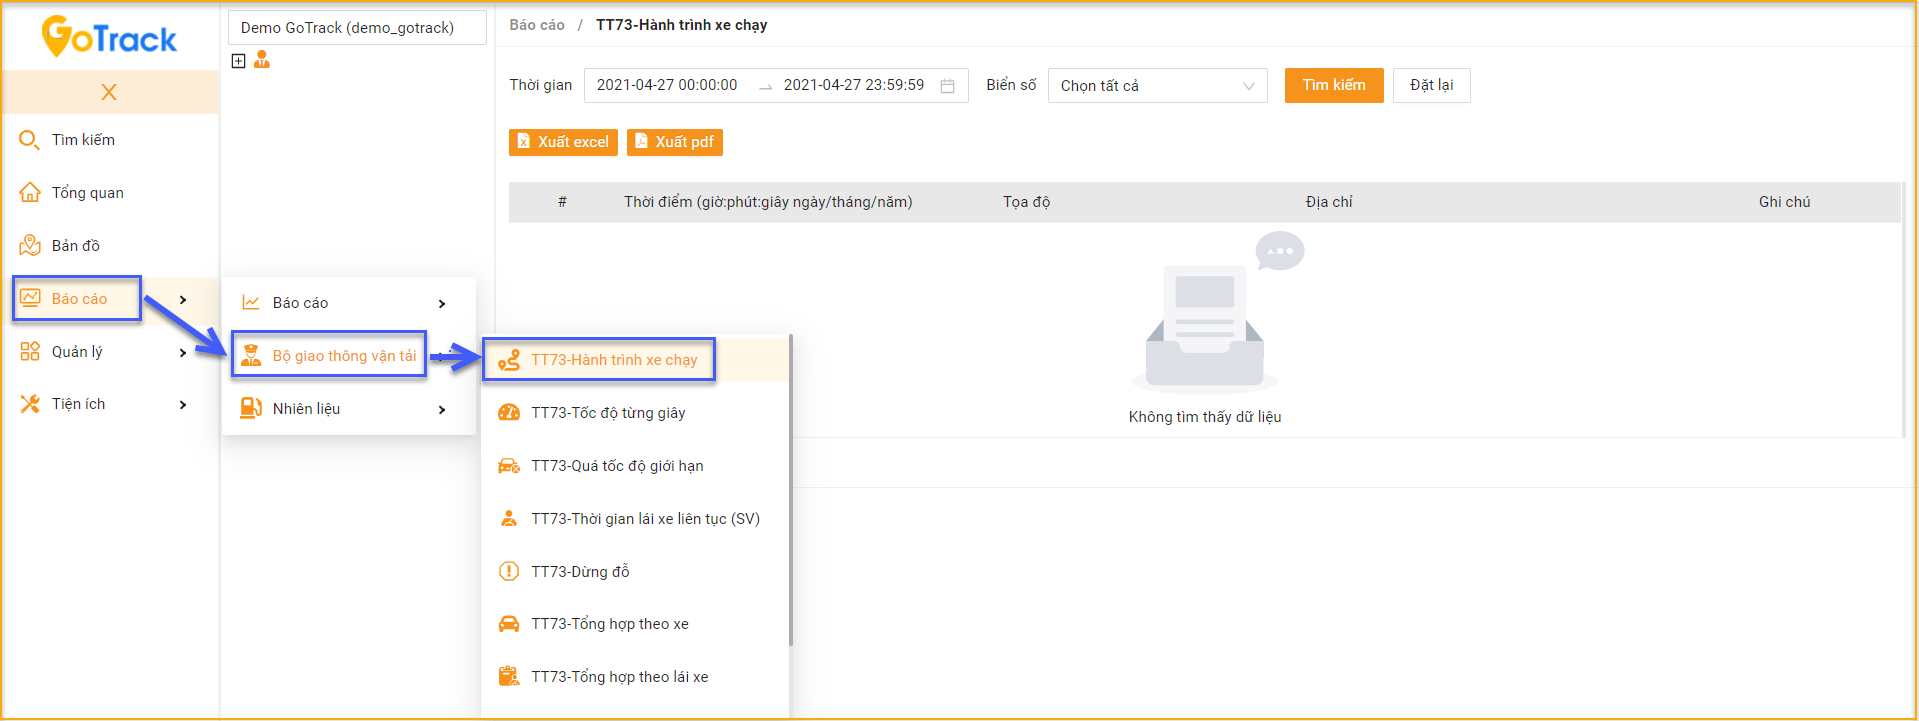 GoTrack
X
Tìm kiếm
Tổng quan
Bản đồ
Báo cáo
Quản lý
Tiện ích
Demo GoTrack (demo_gotrack)
Báo cáo
Bộ giao thông vận tải
Nhiên liệu
TT73-Hành trình xe chạy
TT73-Tốc độ từng giây
TT73-Quá tốc độ giới hạn
TT73-Thời gian lái xe liên tục (SV)
TT73-Dừng đỗ
TT73-Tổng hợp theo xe
TT73-Tổng hợp theo lái xe
Báo cáo / TT73-Hành trình xe chạy
Thời gian 2021-04-27 00:00:00 → 2021-04-27 23:59:59 Biển số Chọn tất cả Tìm kiếm Đặt lại
Xuất excel Xuất pdf
# Thời điểm (giờ:phút:giây ngày/tháng/năm) Tọa độ Địa chỉ Ghi chú
Không tìm thấy dữ liệu